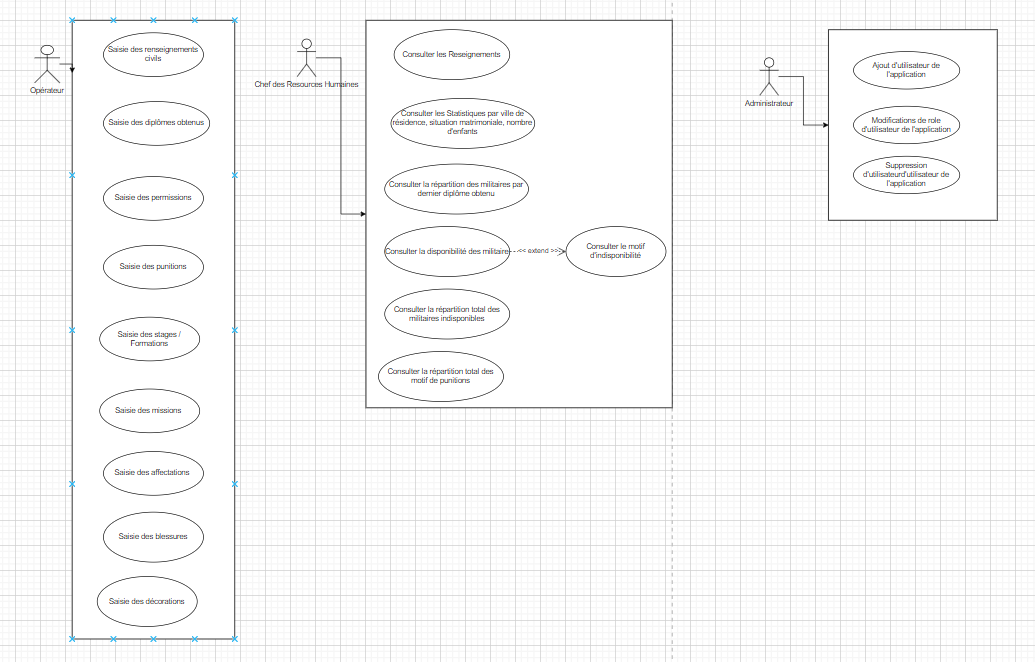 Opérateur
Saisie des renseignements
civils
Saisie des diplômes obtenus
Saisie des permissions
Saisie des punitions
Saisie des stages /
Formations
Saisie des missions
Saisie des affectations
Saisie des blessures
Saisie des décorations
Chef des Resources Humaines
Consulter les Reseignements
Consulter les Statistiques par ville de
résidence, situation matrimoniale, nombre
d'enfants
Consulter la répartition des militaires par
dernier diplôme obtenu
Consulter la disponibilité des militaire
<< extend >>
Consulter le motif
d'indisponibilité
Consulter la répartition total des
militaires indisponibles
Consulter la répartition total des
motif de punitions
Administrateur
Ajout d'utilisateur de
l'application
Modifications de role
d'utilisateur de l'application
Suppression
d'utilisateurd'utilisateur de
l'application